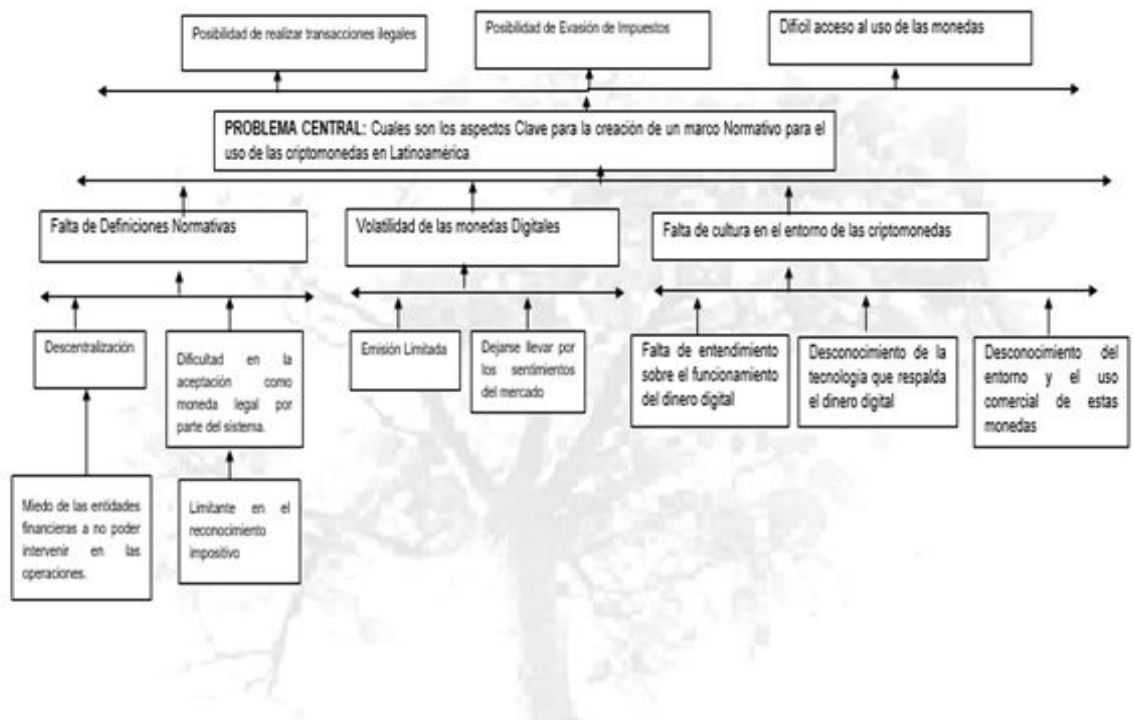 Posibilidad de realizar transacciones ilegales
Posibilidad de Evasión de Impuestos
Dificil acceso al uso de las monedas
PROBLEMA CENTRAL: Cuales son los aspectos Clave para la creación de un marco Normativo para el
uso de las criptomonedas en Latinoamérica
Falta de Definiciones Normativas
Volatilidad de las monedas Digitales
Falta de cultura en el entorno de las criptomonedas
Descentralización
Dificultad en la
aceptación como
moneda legal por
parte del sistema.
Emisión Limitada
Dejarse llevar por
los sentimientos
del mercado
Falta de entendimiento
sobre el funcionamiento
del dinero digital
Desconocimiento de la
tecnología que respalda
el dinero digital
Desconocimiento del
entorno y el uso
comercial de estas
monedas
Miedo de las entidades
financieras a no poder
intervenir en las
operaciones.
Limitante en el
reconocimiento
impositivo